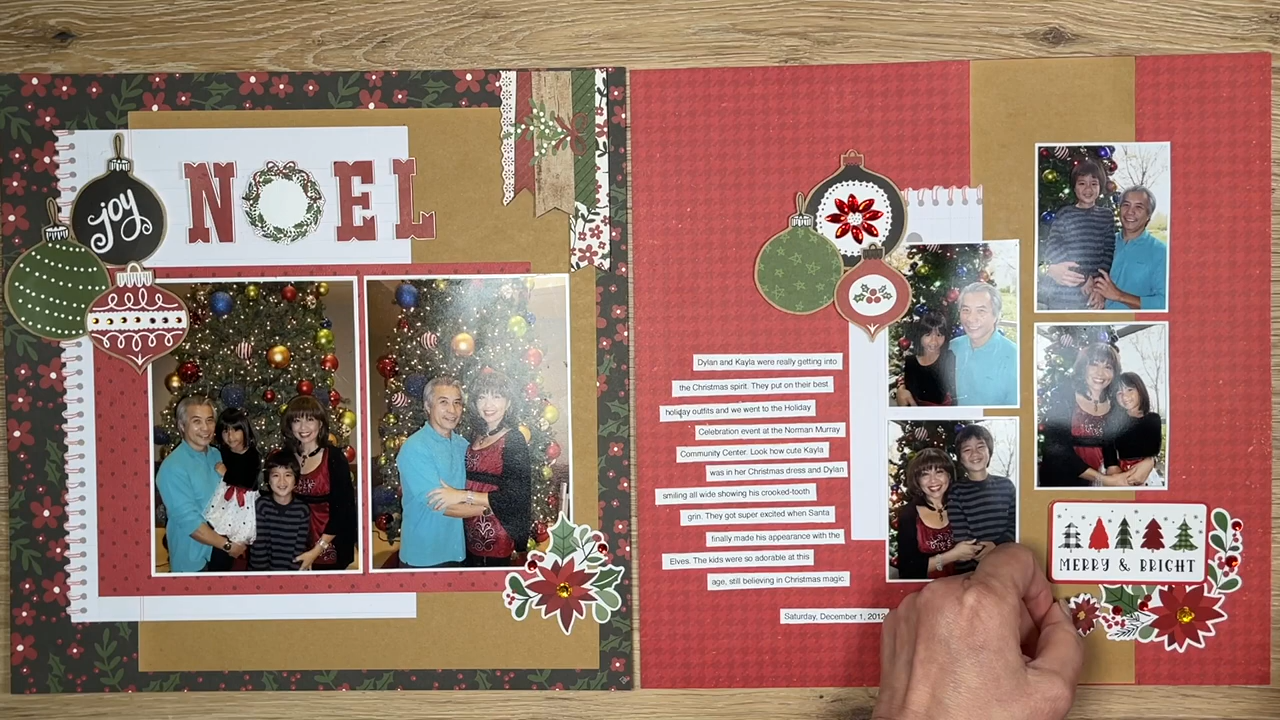 joy
NOEL
Dylan and Kayla were really getting into
the Christmas spirit. They put on their best
holiday outfits and we went to the Holiday
Celebration event at the Norman Murray
Community Center. Look how cute Kayla
was in her Christmas dress and Dylan
smiling all wide showing his crooked-tooth
grin. They got super excited when Santa
finally made his appearance with the
Elves. The kids were so adorable at this
age, still believing in Christmas magic.
Saturday, December 1, 2012
MERRY & BRIGHT